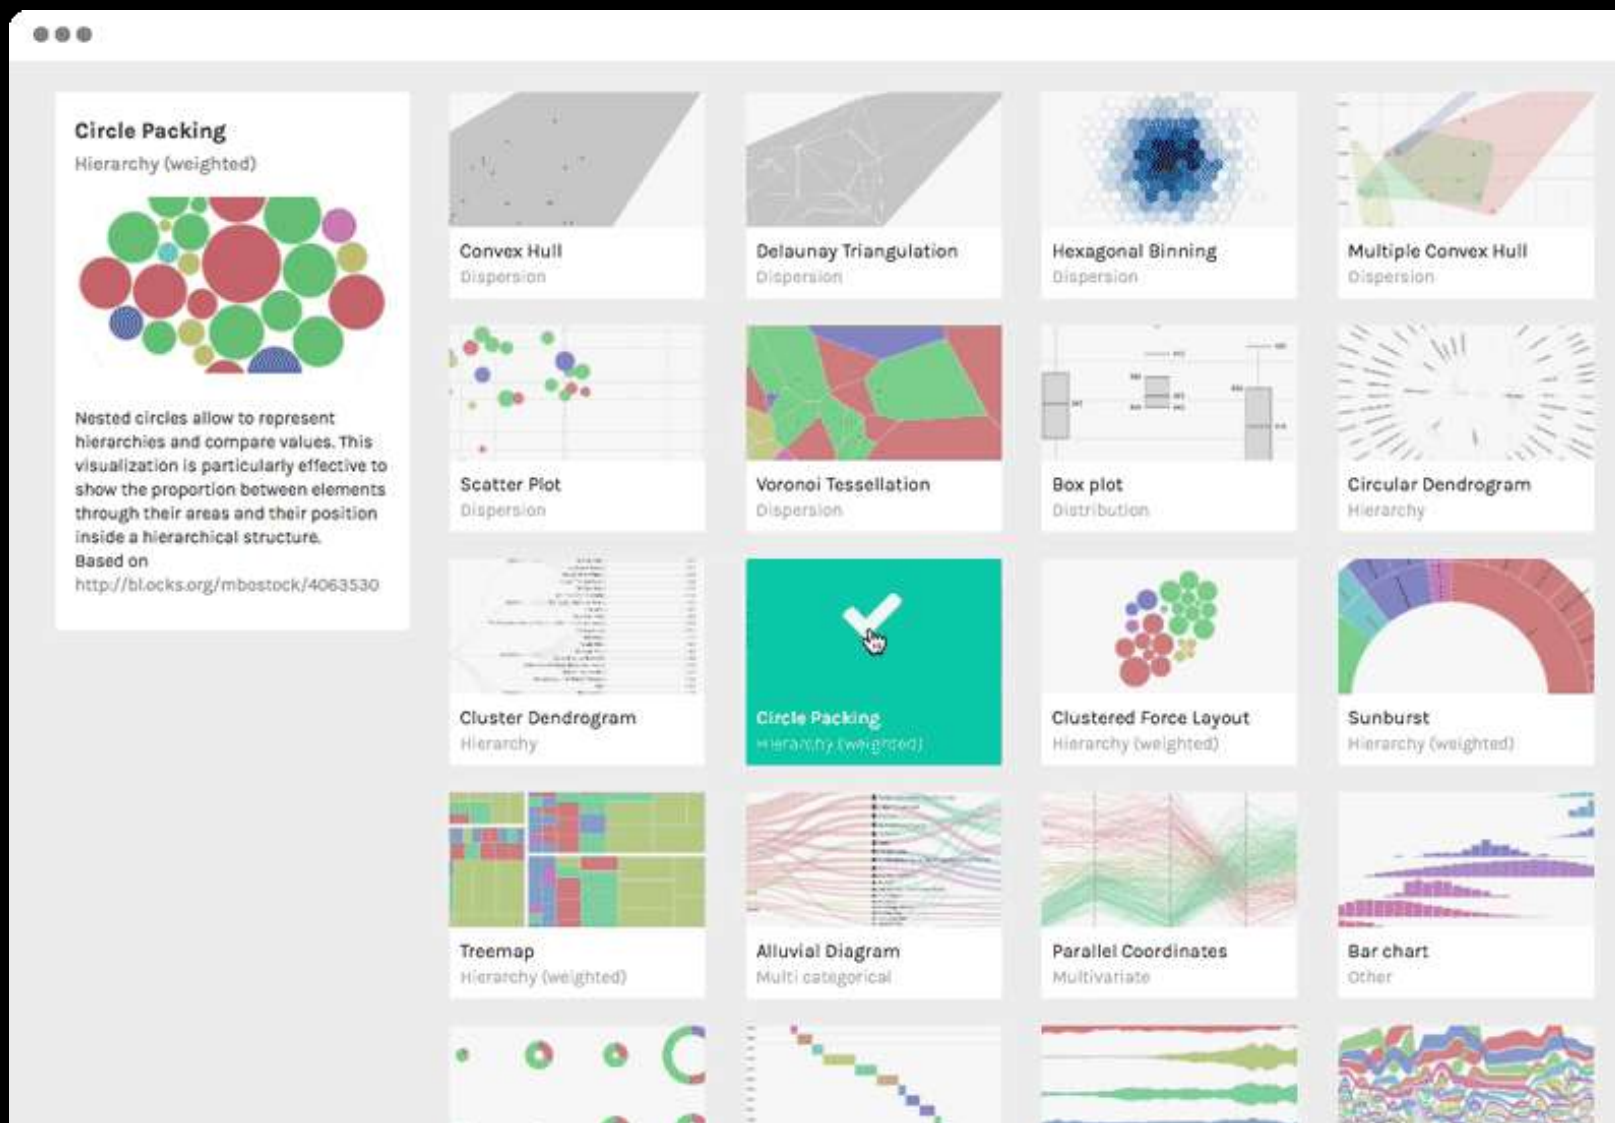 Circle Packing
Hierarchy (weighted)
Nested circles allow to represent
hierarchies and compare values. This
visualization is particularly effective to
show the proportion between elements
through their areas and their position
inside a hierarchical structure.
Based on
http://bl.ocks.org/mbostock/4063530
Convex Hull
Dispersion
Delaunay Triangulation
Dispersion
Hexagonal Binning
Dispersion
Multiple Convex Hull
Dispersion
Scatter Plot
Dispersion
Voronoi Tessellation
Dispersion
Box plot
Distribution
Circular Dendrogram
Hierarchy
Cluster Dendrogram
Hierarchy
Circle Packing
Hierarchy (weighted)
Clustered Force Layout
Hierarchy (weighted)
Sunburst
Hierarchy (weighted)
Treemap
Hierarchy (weighted)
Alluvial Diagram
Multi categorical
Parallel Coordinates
Multivariate
Bar chart
Other